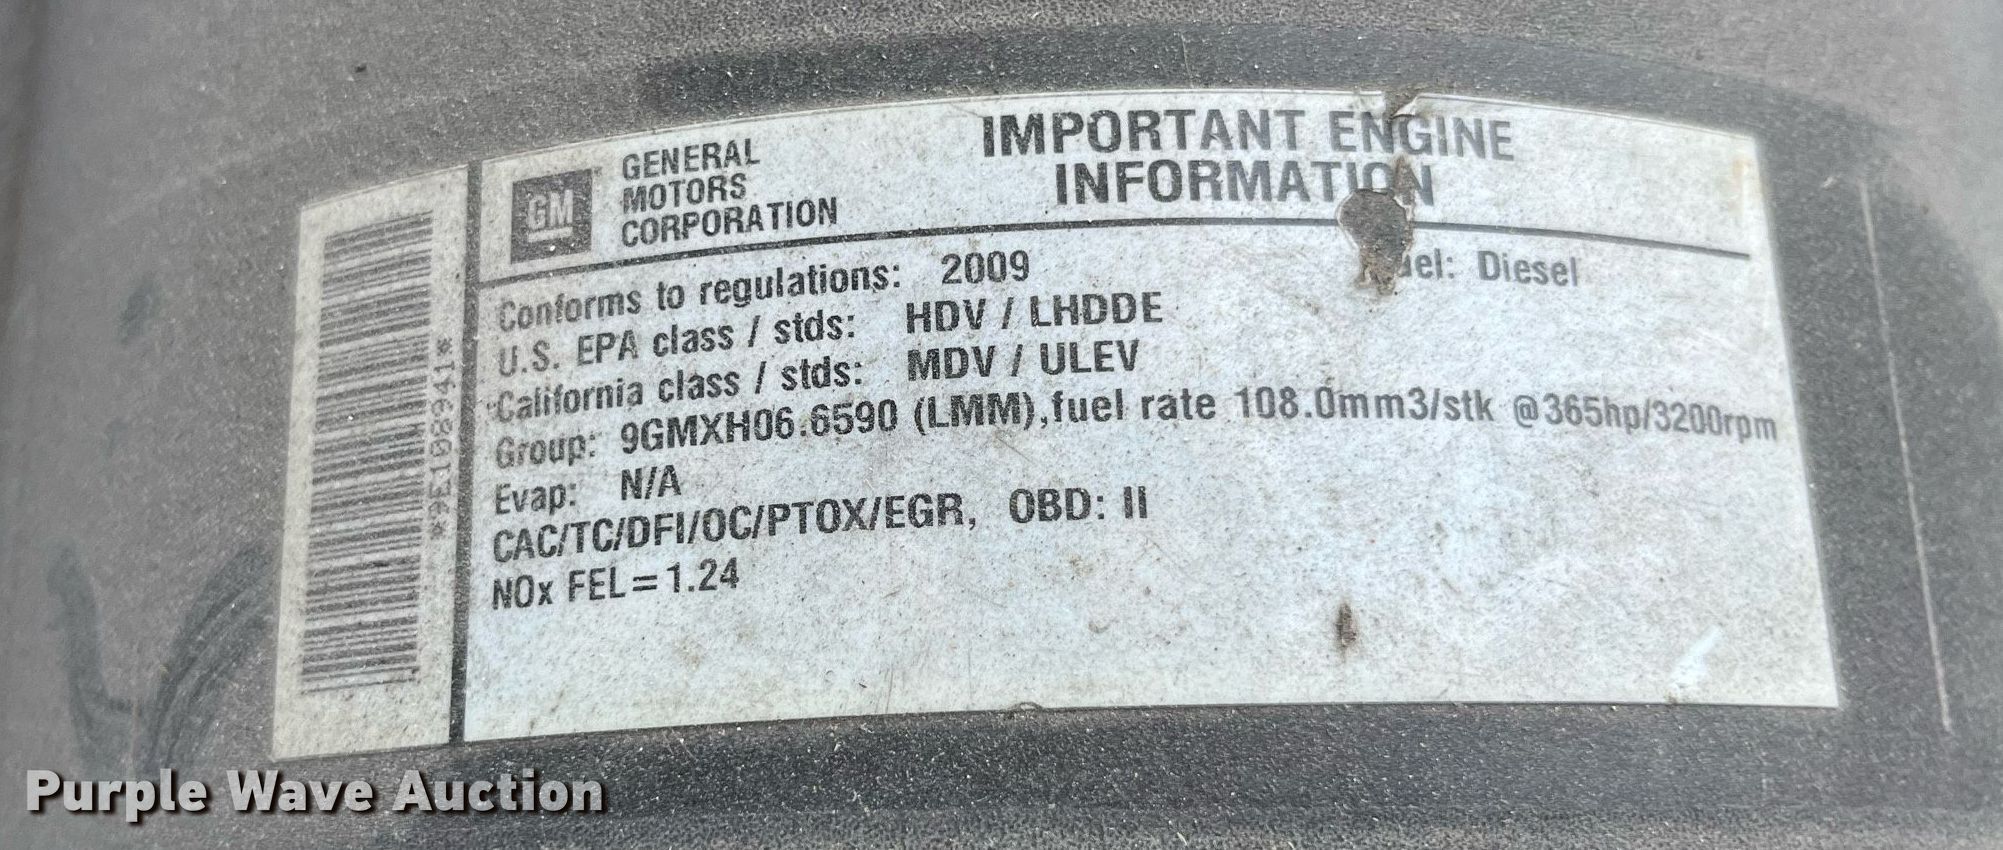 GM
GENERAL
MOTORS
CORPORATION
IMPORTANT ENGINE
INFORMATION
Conforms to regulations: 2009
Diesel
U.S. EPA class / stds: HDV / LHDDE
California class / stds: MDV / ULEV
Group: 9GMXH06.6590 (LMM),fuel rate 108.0mm3/stk @365hp/3200rpm
Evap: N/A
CAC/TC/DFI/OC/PTOX/EGR, OBD: II
NOx FEL=1.24
*9E108941*
Purple Wave Auction